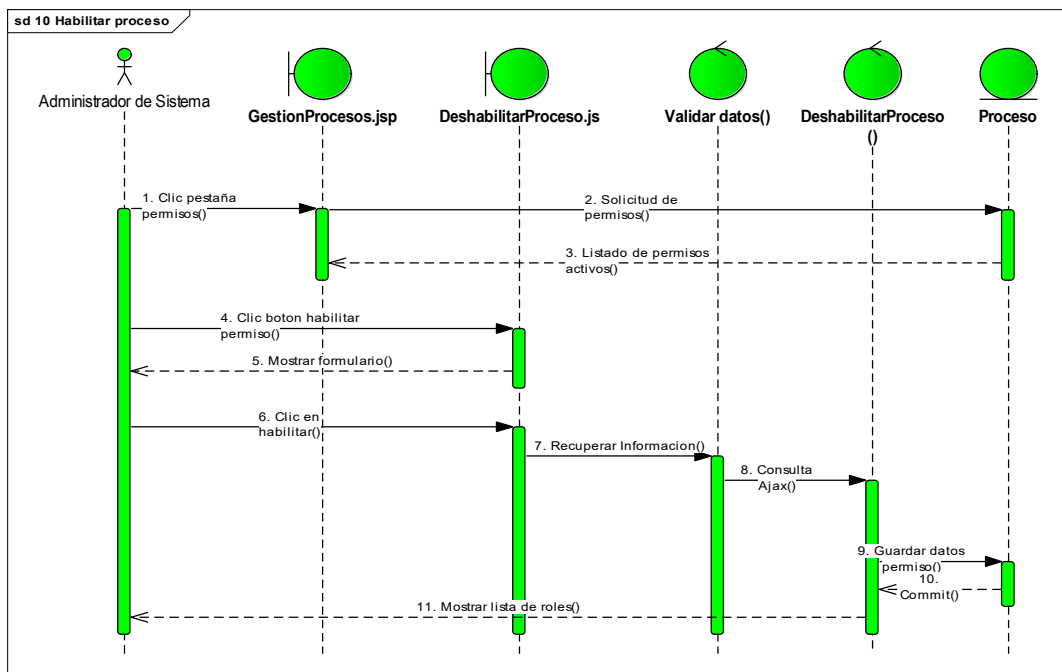 sd 10 Habilitar proceso
Administrador de Sistema
GestionProcesos.jsp
DeshabilitarProceso.js
Validar datos()
DeshabilitarProceso
()
Proceso
1. Clic pestaña
permisos()
2. Solicitud de
permisos()
3. Listado de permisos
activos()
4. Clic boton habilitar
permiso()
5. Mostrar formulario()
6. Clic en
habilitar()
7. Recuperar Informacion()
8. Consulta
Ajax()
9. Guardar datos
permiso()
10.
Commit()
11. Mostrar lista de roles()